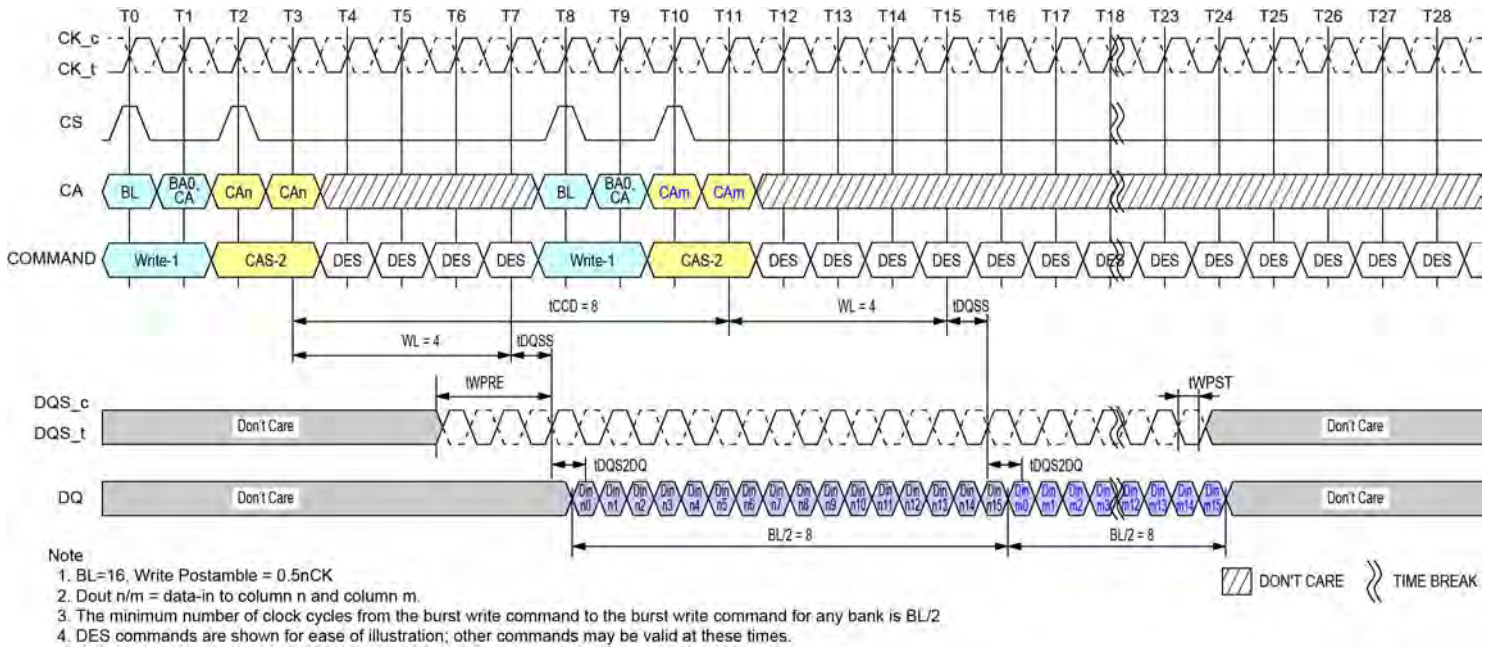 T0 T1 T2 T3 T4 T5 T6 T7 T8 T9 T10 T11 T12 T13 T14 T15 T16 T17 T18 T23 T24 T25 T26 T27 T28
CK_c
CK_t
CS
CA BL BA0, CA CAn CAn BL BA0, CA CAm CAm
COMMAND Write-1 CAS-2 DES DES DES DES Write-1 CAS-2 DES DES DES DES DES DES DES DES DES DES DES DES DES
tCCD = 8 WL = 4 tDQSS
WL = 4 tDQSS
tWPRE tWPST
DQS_c
DQS_t Don't Care Don't Care
tDQS2DQ tDQS2DQ
DQ Don't Care Din n0 Din n1 Din n2 Din n3 Din n4 Din n5 Din n6 Din n7 Din n8 Din n9 Din n10 Din n11 Din n12 Din n13 Din n14 Din n15 Din m0 Din m1 Din m2 Din m3 Din m12 Din m13 Din m14 Din m15 Don't Care
BL/2 = 8 BL/2 = 8
Note
1. BL=16, Write Postamble = 0.5nCK
2. Dout n/m = data-in to column n and column m.
3. The minimum number of clock cycles from the burst write command to the burst write command for any bank is BL/2
4. DES commands are shown for ease of illustration; other commands may be valid at these times.
DON'T CARE TIME BREAK